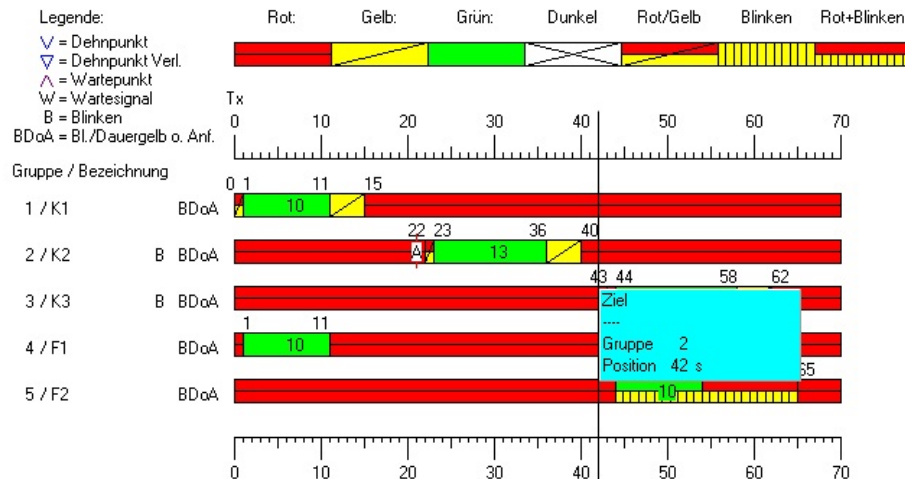 Legende:
V = Dehnpunkt
∇ = Dehnpunkt Verl.
Λ = Wartepunkt
W = Wartesignal
B = Blinken
BDoA = Bl./Dauergelb o. Anf.
Rot: Gelb: Grün: Dunkel Rot/Gelb Blinken Rot+Blinken
Tx
0 10 20 30 40 50 60 70
Gruppe / Bezeichnung
0 1 11 15
1 / K1 BDoA 10
22 23 36 40
2 / K2 B BDoA A 13
43 44 58 62
3 / K3 B BDoA
Ziel
----
Gruppe 2
Position 42 s
1 11
4 / F1 BDoA 10
65
5 / F2 BDoA 10
0 10 20 30 40 50 60 70